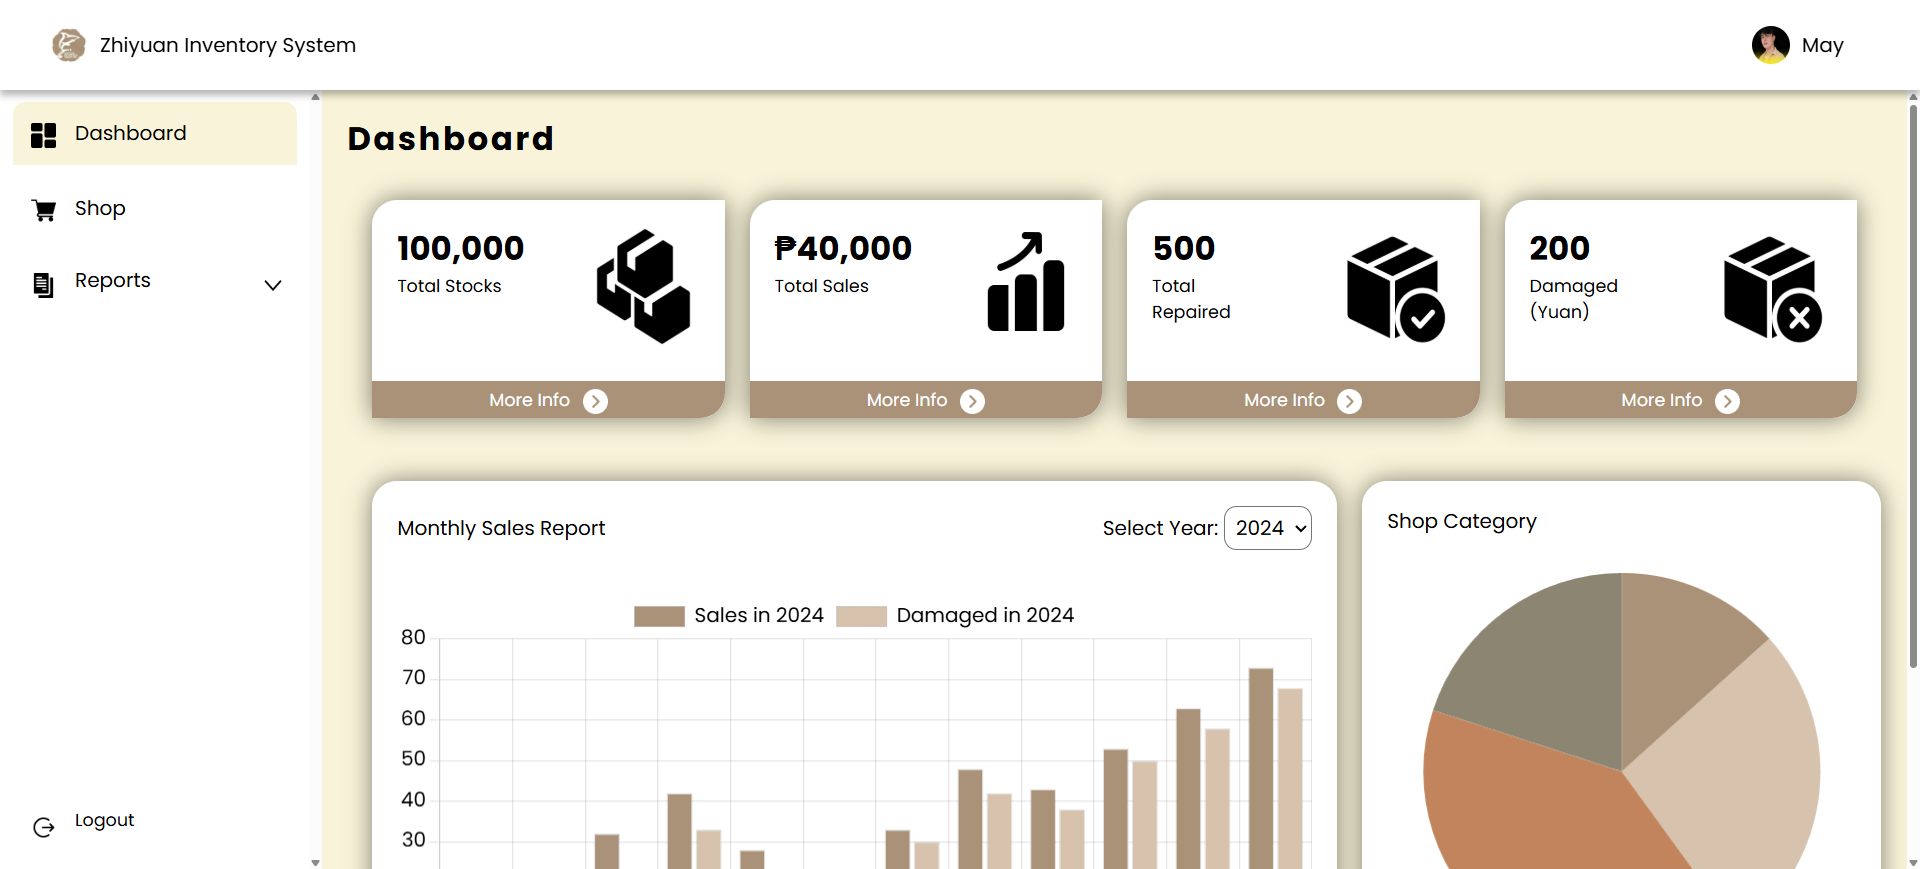 Zhiyuan Inventory System
May
Dashboard
Shop
Reports
Logout
Dashboard
100,000
Total Stocks
More Info
₱40,000
Total Sales
More Info
500
Total
Repaired
More Info
200
Damaged
(Yuan)
More Info
Monthly Sales Report
Select Year: 2024
Sales in 2024 Damaged in 2024
80
70
60
50
40
30
Shop Category